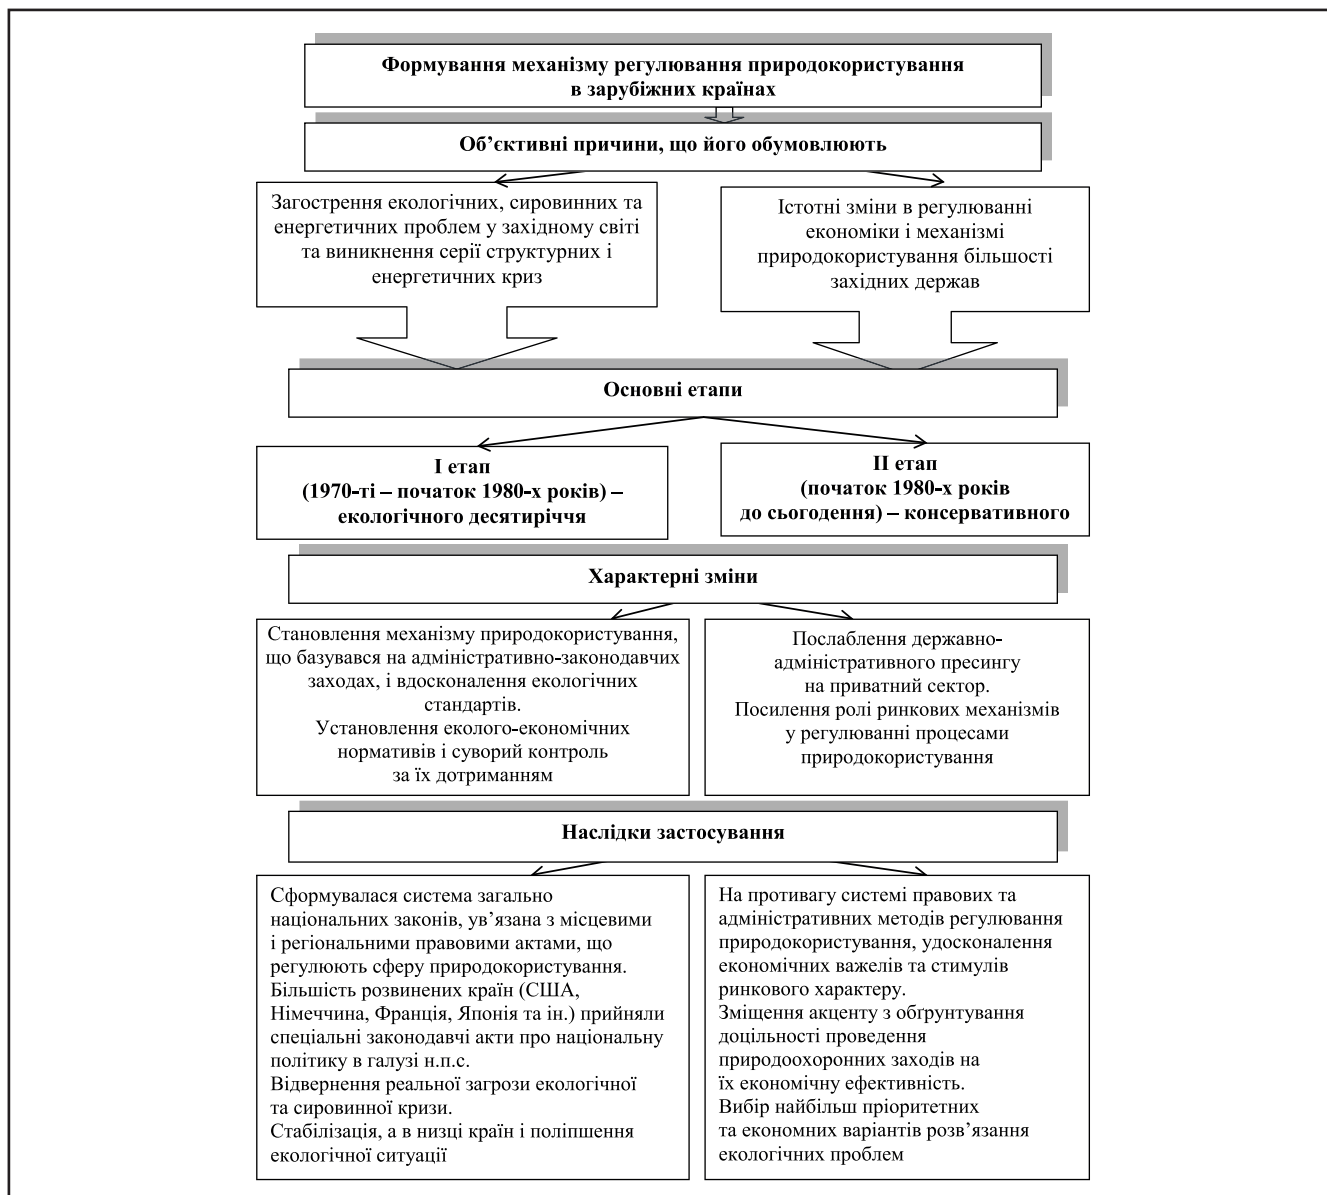 Формування механізму регулювання природокористування
в зарубіжних країнах
Об’єктивні причини, що його обумовлюють
Загострення екологічних, сировинних та
енергетичних проблем у західному світі
та виникнення серії структурних і
енергетичних криз
Істотні зміни в регулюванні
економіки і механізмі
природокористування більшості
західних держав
Основні етапи
І етап
(1970-ті – початок 1980-х років) –
екологічного десятиріччя
ІІ етап
(початок 1980-х років
до сьогодення) – консервативного
Характерні зміни
Становлення механізму природокористування,
що базувався на адміністративно-законодавчих
заходах, і вдосконалення екологічних
стандартів.
Установлення еколого-економічних
нормативів і суворий контроль
за їх дотриманням
Послаблення державно-
адміністративного пресингу
на приватний сектор.
Посилення ролі ринкових механізмів
у регулюванні процесами
природокористування
Наслідки застосування
Сформувалася система загально
національних законів, ув’язана з місцевими
і регіональними правовими актами, що
регулюють сферу природокористування.
Більшість розвинених країн (США,
Німеччина, Франція, Японія та ін.) прийняли
спеціальні законодавчі акти про національну
політику в галузі н.п.с.
Відвернення реальної загрози екологічної
та сировинної кризи.
Стабілізація, а в низці країн і поліпшення
екологічної ситуації
На противагу системі правових та
адміністративних методів регулювання
природокористування, удосконалення
економічних важелів та стимулів
ринкового характеру.
Зміщення акценту з обґрунтування
доцільності проведення
природоохоронних заходів на
їх економічну ефективність.
Вибір найбільш пріоритетних
та економних варіантів розв’язання
екологічних проблем